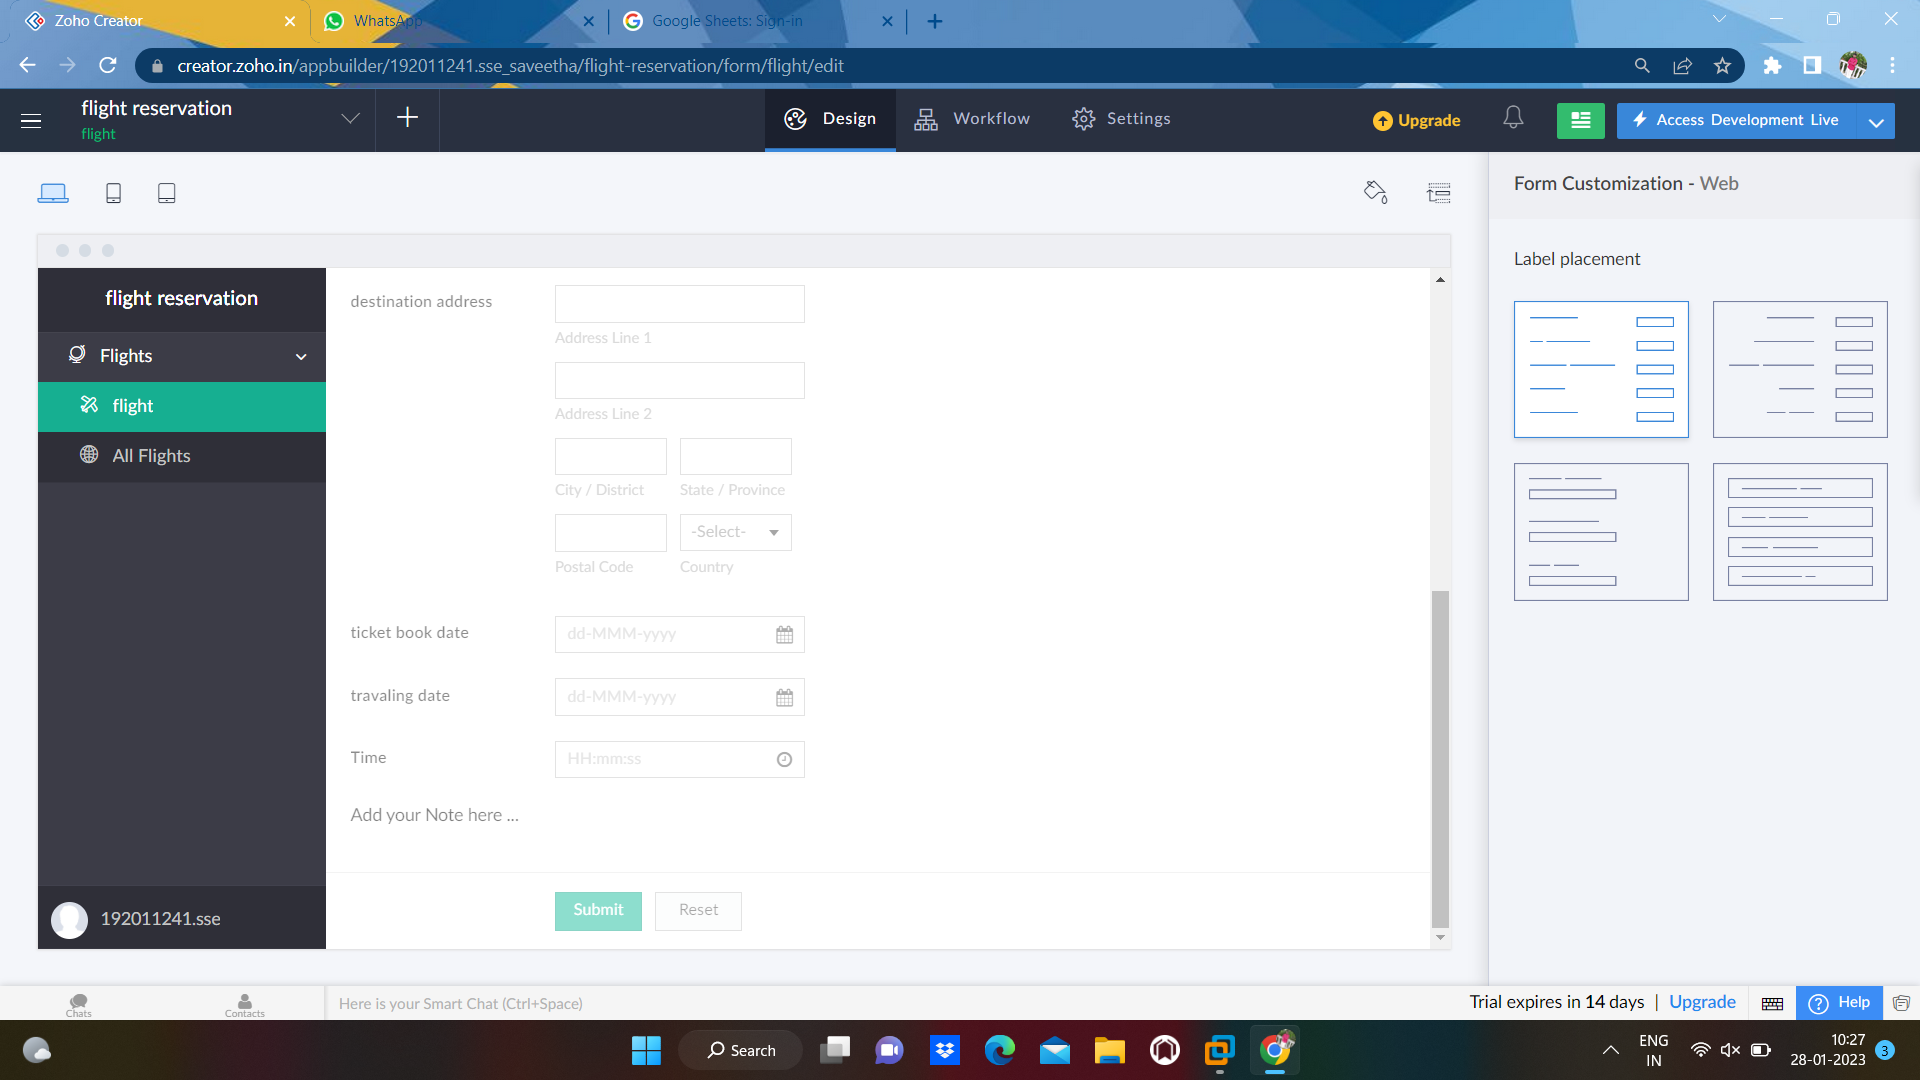 Zoho Creator
WhatsApp
Google Sheets: Sign-in
creator.zoho.in/appbuilder/192011241.sse_saveetha/flight-reservation/form/flight/edit
flight reservation
flight
Design
Workflow
Settings
Upgrade
Access Development Live
Form Customization - Web
Label placement
flight reservation
Flights
flight
All Flights
192011241.sse
destination address
Address Line 1
Address Line 2
City / District
State / Province
-Select-
Postal Code
Country
ticket book date
dd-MMM-yyyy
travaling date
dd-MMM-yyyy
Time
HH:mm:ss
Add your Note here ...
Submit
Reset
Chats
Contacts
Here is your Smart Chat (Ctrl+Space)
Trial expires in 14 days | Upgrade
Help
Search
ENG
IN
10:27
28-01-2023
3